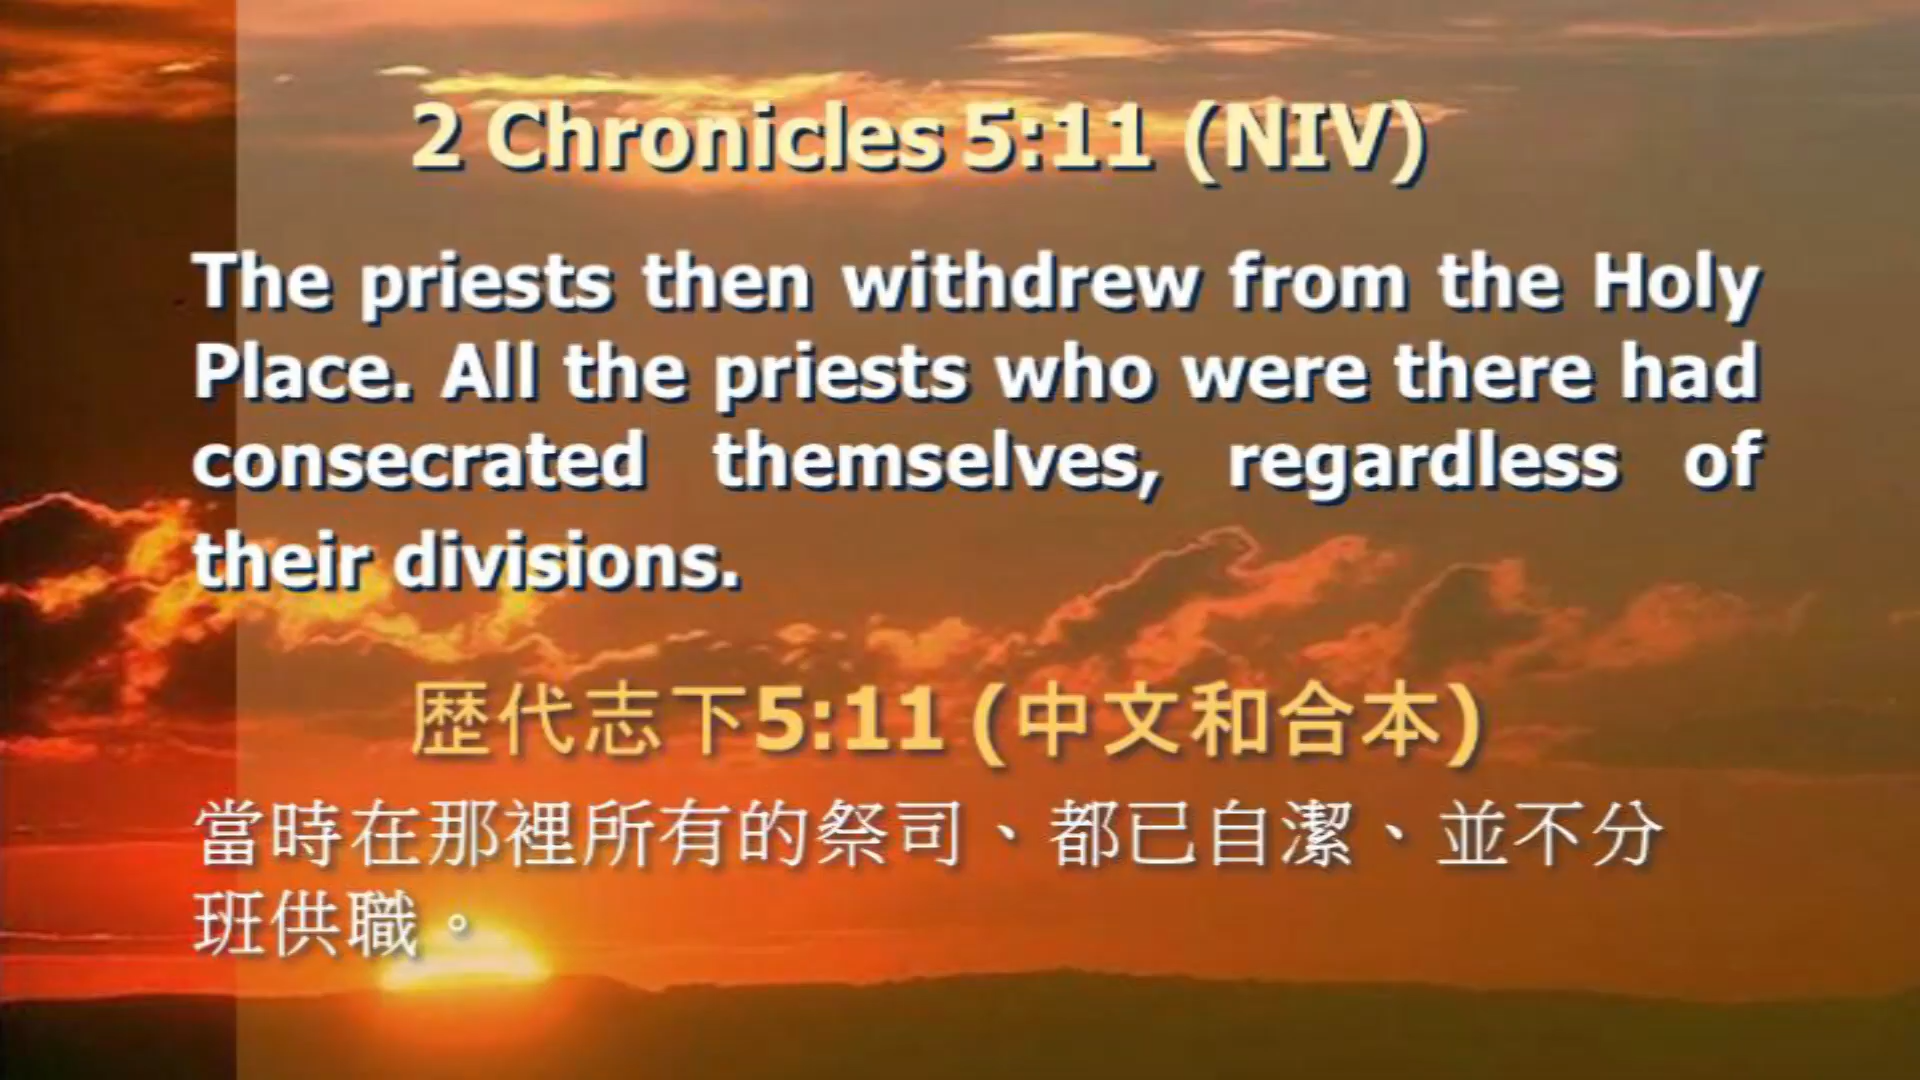 2 Chronicles 5:11 (NIV)
The priests then withdrew from the Holy
Place. All the priests who were there had
consecrated themselves, regardless of
their divisions.
歴代志下5:11 (中文和合本)
當時在那裡所有的祭司、都已自潔、並不分
班供職。